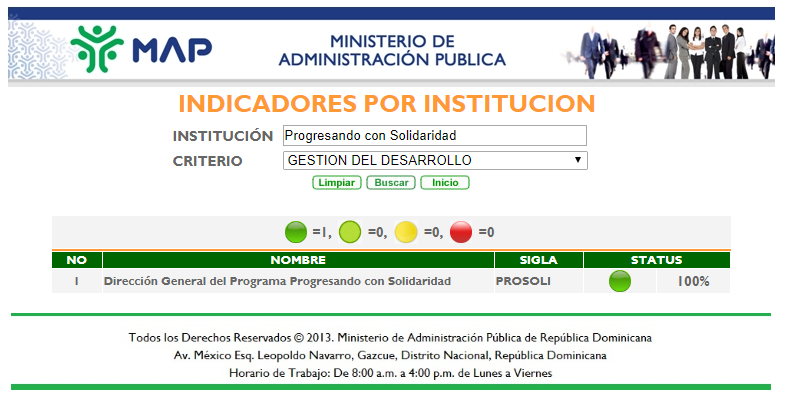 MAP
MINISTERIO DE
ADMINISTRACIÓN PUBLICA
INDICADORES POR INSTITUCION
INSTITUCIÓN Progresando con Solidaridad
CRITERIO GESTION DEL DESARROLLO
Limpiar Buscar Inicio
=1, =0, =0, =0
NO NOMBRE SIGLA STATUS
1 Dirección General del Programa Progresando con Solidaridad PROSOLI 100%
Todos los Derechos Reservados © 2013. Ministerio de Administración Pública de República Dominicana
Av. México Esq. Leopoldo Navarro, Gazcue, Distrito Nacional, República Dominicana
Horario de Trabajo: De 8:00 a.m. a 4:00 p.m. de Lunes a Viernes